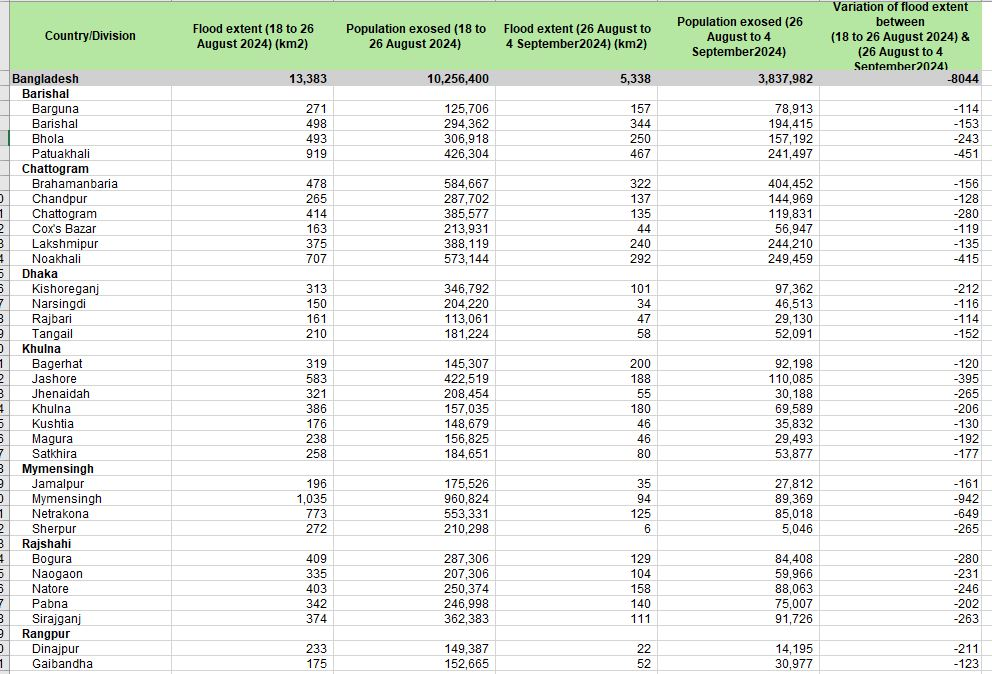 Country/Division Flood extent (18 to 26 August 2024) (km2) Population exosed (18 to 26 August 2024) Flood extent (26 August to 4 September2024) (km2) Population exosed (26 August to 4 September2024) Variation of flood extent between (18 to 26 August 2024) & (26 August to 4 September2024)
Bangladesh 13,383 10,256,400 5,338 3,837,982 -8044
Barishal
Barguna 271 125,706 157 78,913 -114
Barishal 498 294,362 344 194,415 -153
Bhola 493 306,918 250 157,192 -243
Patuakhali 919 426,304 467 241,497 -451
Chattogram
Brahamanbaria 478 584,667 322 404,452 -156
Chandpur 265 287,702 137 144,969 -128
Chattogram 414 385,577 135 119,831 -280
Cox's Bazar 163 213,931 44 56,947 -119
Lakshmipur 375 388,119 240 244,210 -135
Noakhali 707 573,144 292 249,459 -415
Dhaka
Kishoreganj 313 346,792 101 97,362 -212
Narsingdi 150 204,220 34 46,513 -116
Rajbari 161 113,061 47 29,130 -114
Tangail 210 181,224 58 52,091 -152
Khulna
Bagerhat 319 145,307 200 92,198 -120
Jashore 583 422,519 188 110,085 -395
Jhenaidah 321 208,454 55 30,188 -265
Khulna 386 157,035 180 69,589 -206
Kushtia 176 148,679 46 35,832 -130
Magura 238 156,825 46 29,493 -192
Satkhira 258 184,651 80 53,877 -177
Mymensingh
Jamalpur 196 175,526 35 27,812 -161
Mymensingh 1,035 960,824 94 89,369 -942
Netrakona 773 553,331 125 85,018 -649
Sherpur 272 210,298 6 5,046 -265
Rajshahi
Bogura 409 287,306 129 84,408 -280
Naogaon 335 207,306 104 59,966 -231
Natore 403 250,374 158 88,063 -246
Pabna 342 246,998 140 75,007 -202
Sirajganj 374 362,383 111 91,726 -263
Rangpur
Dinajpur 233 149,387 22 14,195 -211
Gaibandha 175 152,665 52 30,977 -123